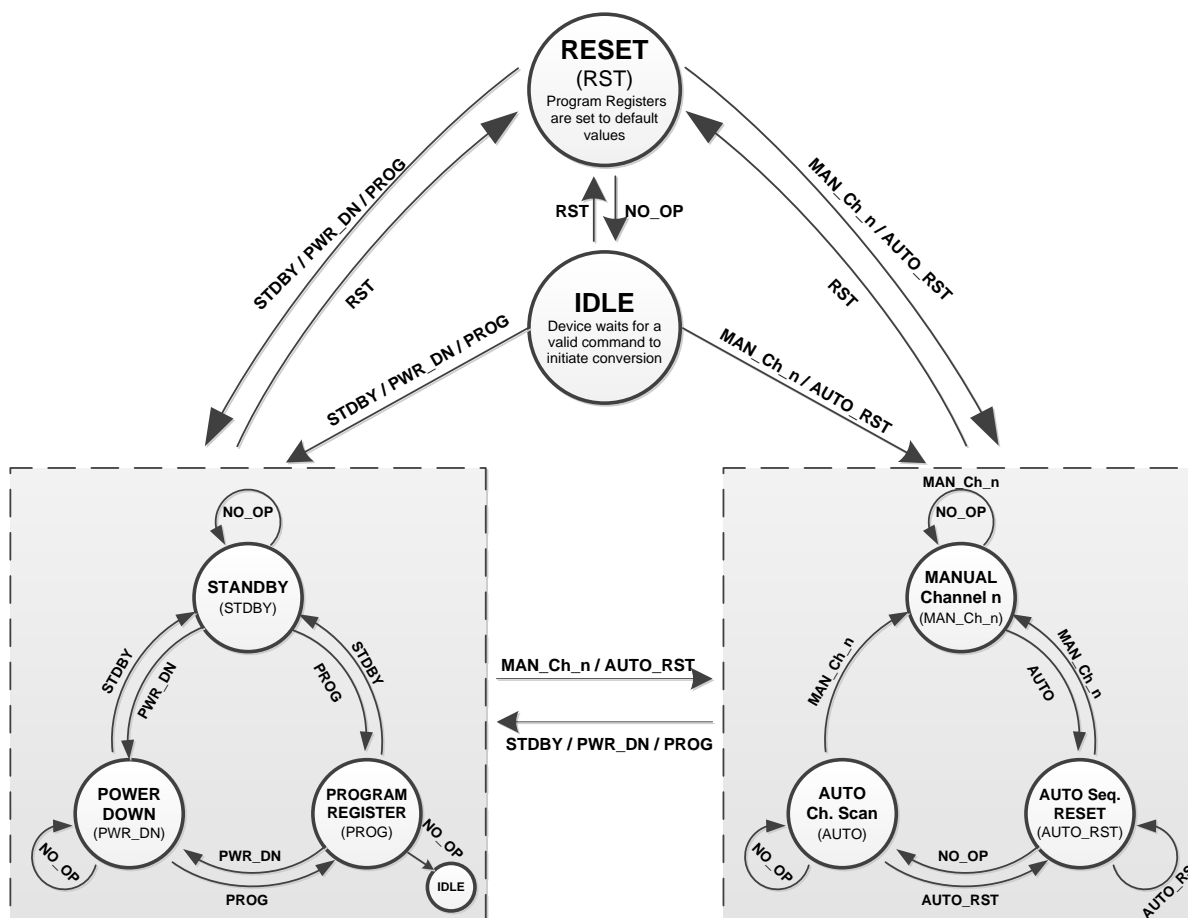 RESET
(RST)
Program Registers
are set to default
values
STDBY / PWR_DN / PROG
RST
RST
NO_OP
MAN_Ch_n / AUTO_RST
RST
IDLE
Device waits for a
valid command to
initiate conversion
STDBY / PWR_DN / PROG
MAN_Ch_n / AUTO_RST
NO_OP
STANDBY
(STDBY)
STDBY
PWR_DN
PROG
STDBY
POWER
DOWN
(PWR_DN)
NO_OP
PROGRAM
REGISTER
(PROG)
NO_OP
IDLE
PWR_DN
PROG
MAN_Ch_n / AUTO_RST
STDBY / PWR_DN / PROG
MAN_Ch_n
NO_OP
MANUAL
Channel n
(MAN_Ch_n)
MAN_Ch_n
AUTO
MAN_Ch_n
AUTO
Ch. Scan
(AUTO)
NO_OP
AUTO Seq.
RESET
(AUTO_RST)
NO_OP
AUTO_RST